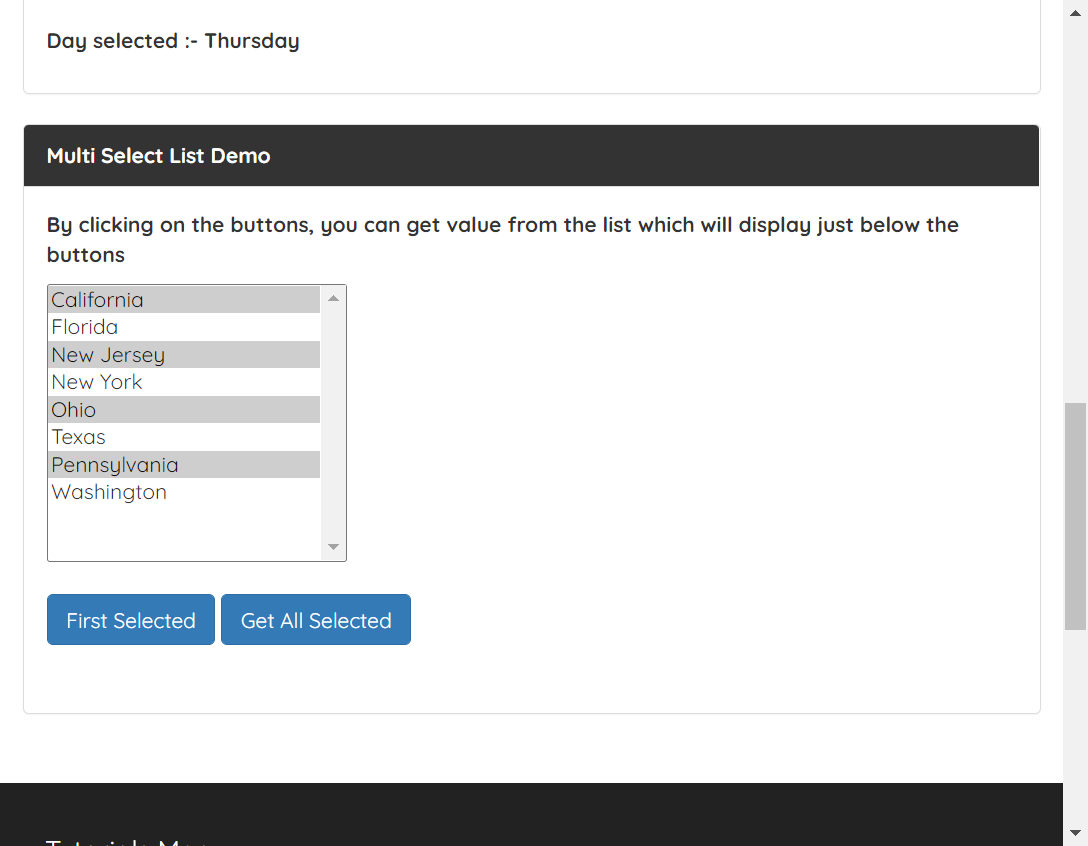 Day selected :- Thursday
Multi Select List Demo
By clicking on the buttons, you can get value from the list which will display just below the
buttons
California
Florida
New Jersey
New York
Ohio
Texas
Pennsylvania
Washington
First Selected Get All Selected